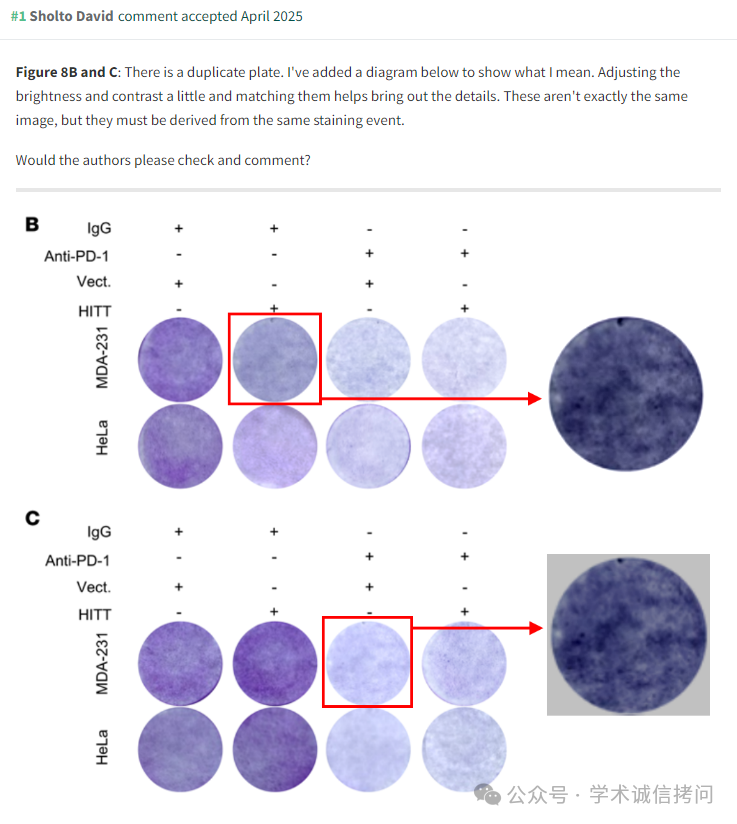 #1 Sholto David comment accepted April 2025
Figure 8B and C: There is a duplicate plate. I've added a diagram below to show what I mean. Adjusting the
brightness and contrast a little and matching them helps bring out the details. These aren't exactly the same
image, but they must be derived from the same staining event.
Would the authors please check and comment?
B
IgG + + - -
Anti-PD-1 - - + +
Vect. + - + -
HITT - + - +
MDA-231
HeLa
C
IgG + + - -
Anti-PD-1 - - + +
Vect. + - + -
HITT - + - +
MDA-231
HeLa
公众号 · 学术诚信拷问